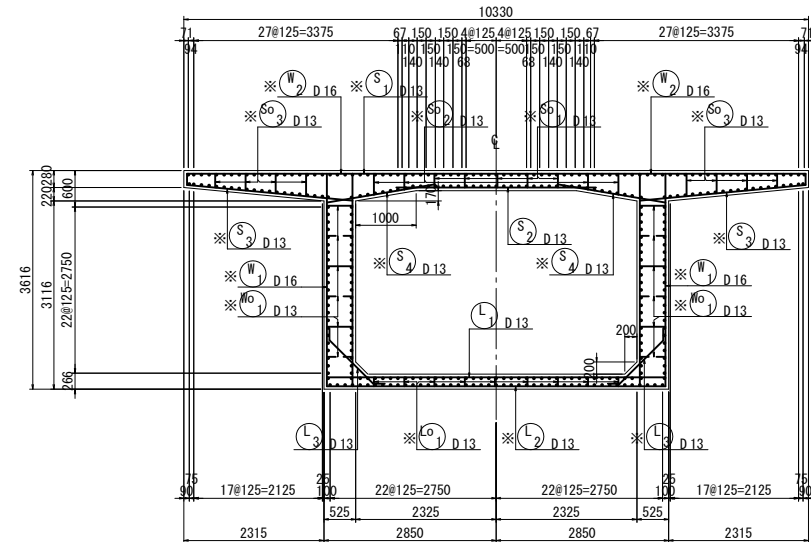 10330
71 27@125=3375 67 150 150 4@125 4@125 150 150 67 27@125=3375 71
94 110 150 150 =500 =500 150 150 110 94
140 140 68 68 140 140
※ W2 D16 ※ S1 D13 ※ W2 D16
※ So3 D13 ※ So2 D13 ※ So1 D13 ※ So3 D13
℄
280
220
600
170
1000
※ S3 D13 ※ S2 D13 ※ S3 D13
※ S4 D13 ※ S4 D13
※ W1 D16 ※ W1 D16
※ Wo1 D13 ※ Wo1 D13
3616
3116
22@125=2750
L1 D13
200
200
266
L3 D13 ※ Lo1 D13 ※ L2 D13 ※ L3 D13
75 25 25 75
90 17@125=2125 100 22@125=2750 22@125=2750 100 17@125=2125 90
525 2325 2325 525
2315 2850 2850 2315